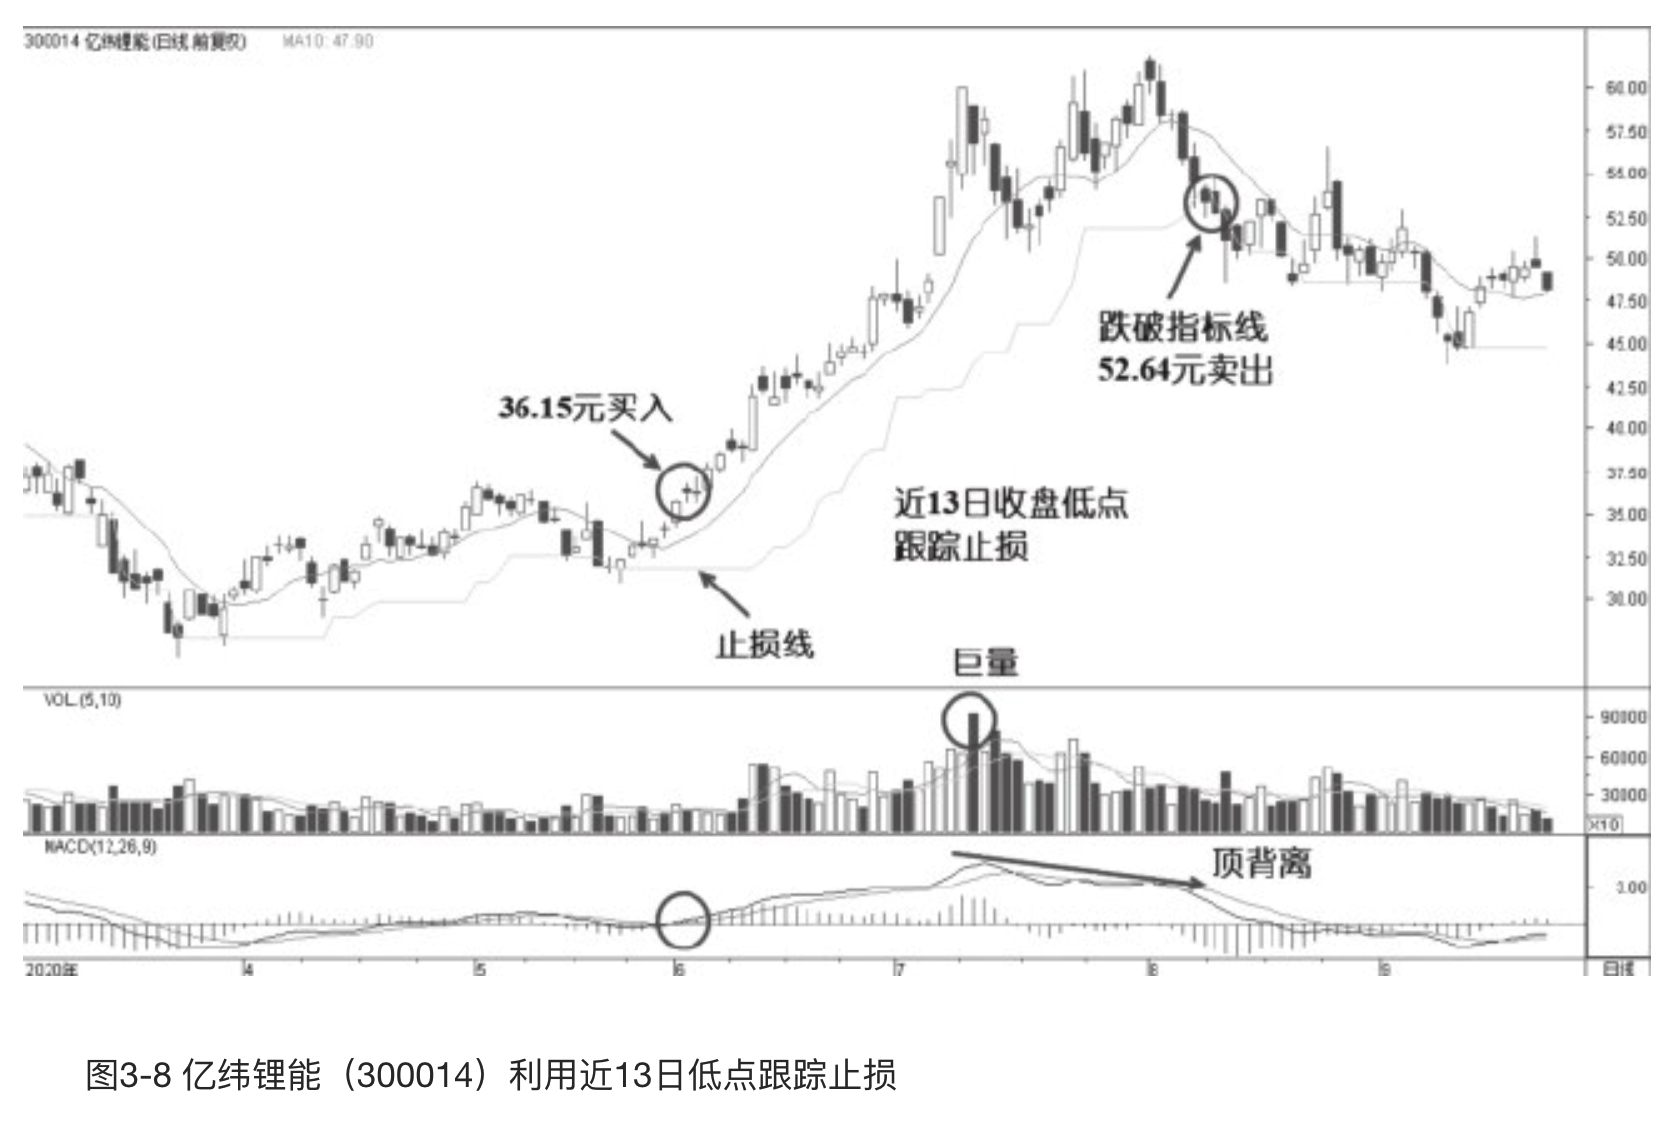 300014 亿纬锂能(日线 前复权) MA10: 47.90
60.00
57.50
55.00
52.50
50.00
47.50
45.00
42.50
40.00
37.50
35.00
32.50
30.00
跌破指标线
52.64元卖出
36.15元买入
近13日收盘低点
跟踪止损
止损线
巨量
VOL.(5,10)
90000
60000
30000
X10
MACD(12,26,9)
顶背离
3.00
2020年 4 5 6 7 8 9 日线
图3-8 亿纬锂能（300014）利用近13日低点跟踪止损